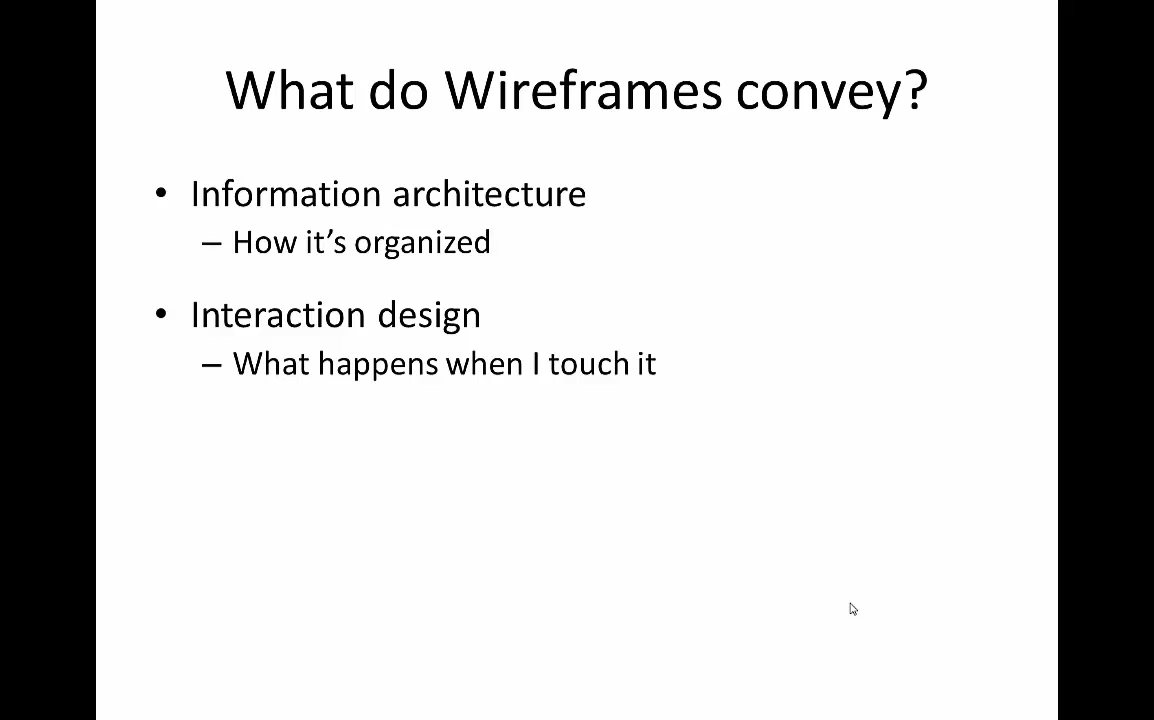 What do Wireframes convey?
• Information architecture
– How it’s organized
• Interaction design
– What happens when I touch it